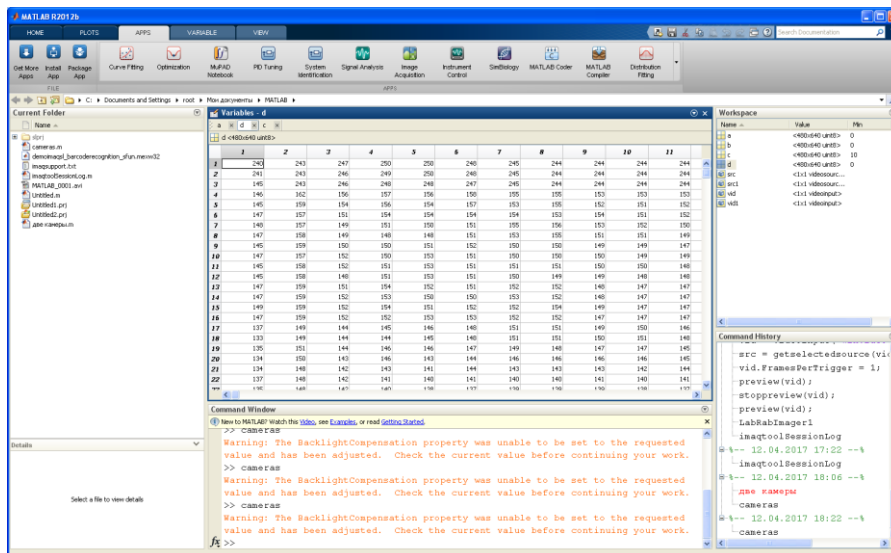 MATLAB R2012b
HOME PLOTS APPS VARIABLE VIEW
Search Documentation
Get More Apps
Install App
Package App
Curve Fitting
Optimization
MuPAD Notebook
PID Tuning
System Identification
Signal Analysis
Image Acquisition
Instrument Control
SimBiology
MATLAB Coder
MATLAB Compiler
Distribution Fitting
FILE APPS
C: Documents and Settings root Мои документы MATLAB
Current Folder
Name
slprj
cameras.m
demoimaqsl_barcoderecognition_sfun.mexw32
imaqsupport.txt
imaqtoolSessionLog.m
MATLAB_0001.avi
Untitled.m
Untitled1.prj
Untitled2.prj
две камеры.m
Details
Select a file to view details
Variables - d
a d c
d <480x640 uint8>
1 2 3 4 5 6 7 8 9 10 11
1 240 243 247 250 250 248 245 244 244 244 244
2 241 243 246 249 250 248 245 244 244 244 244
3 145 243 246 248 248 247 245 244 244 244 244
4 146 162 156 157 156 158 155 155 153 153 153
5 145 159 154 156 154 157 153 155 152 151 152
6 147 157 151 154 154 154 154 153 154 151 152
7 148 157 149 151 150 151 155 156 153 152 150
8 147 158 149 148 148 151 153 155 151 151 149
9 145 159 150 150 151 152 150 150 149 149 147
10 147 157 152 150 153 151 158 150 150 149 147
11 145 158 152 151 153 151 151 151 150 150 148
12 145 158 148 151 153 151 150 149 149 148 148
13 147 159 151 154 152 151 152 152 148 147 147
14 147 159 152 153 150 150 153 152 148 147 147
15 149 159 152 154 151 152 152 154 149 147 147
16 147 159 152 152 153 153 152 152 147 147 147
17 137 149 144 145 146 148 151 151 149 150 146
18 133 149 144 144 145 148 151 151 150 151 148
19 135 151 144 146 146 147 149 148 147 147 145
20 134 150 143 146 143 144 146 146 146 146 145
21 134 148 142 143 141 144 143 143 143 142 144
22 137 148 142 141 140 141 140 140 141 140 141
Command Window
New to MATLAB? Watch this Video, see Examples, or read Getting Started.
>> cameras
Warning: The BacklightCompensation property was unable to be set to the requested
value and has been adjusted. Check the current value before continuing your work.
>> cameras
Warning: The BacklightCompensation property was unable to be set to the requested
value and has been adjusted. Check the current value before continuing your work.
>> cameras
Warning: The BacklightCompensation property was unable to be set to the requested
value and has been adjusted. Check the current value before continuing your work.
fx >>
Workspace
Name Value Min
a <480x640 uint8> 0
b <480x640 uint8> 0
c <480x640 uint8> 10
d <480x640 uint8> 0
src <1x1 videosourc...
src1 <1x1 videosourc...
vid <1x1 videoinput>
vid1 <1x1 videoinput>
Command History
src = getselectedsource(vid
vid.FramesPerTrigger = 1;
preview(vid);
stoppreview(vid);
preview(vid);
LabRabImager1
imaqtoolSessionLog
%-- 12.04.2017 17:22 --%
imaqtoolSessionLog
%-- 12.04.2017 18:06 --%
две камеры
cameras
%-- 12.04.2017 18:22 --%
cameras